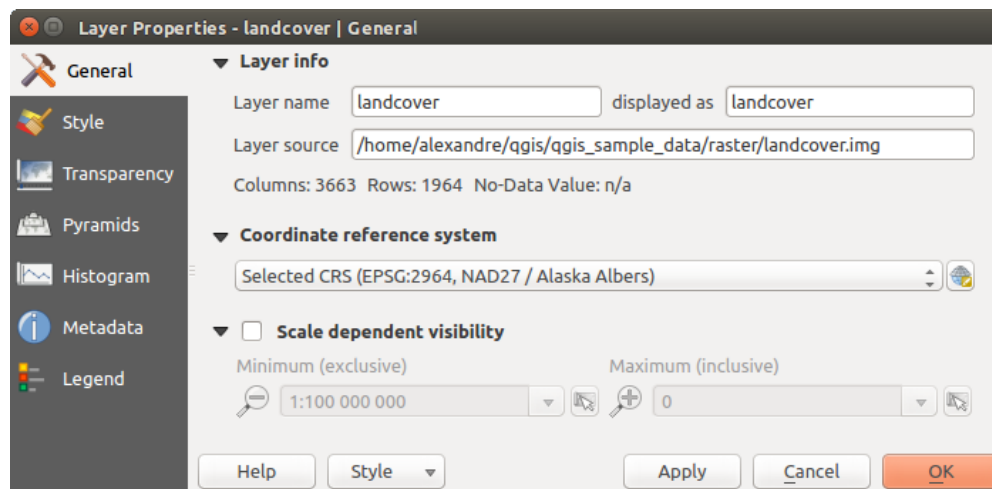 Layer Properties - landcover | General
General
Style
Transparency
Pyramids
Histogram
Metadata
Legend
Layer info
Layer name landcover displayed as landcover
Layer source /home/alexandre/qgis/qgis_sample_data/raster/landcover.img
Columns: 3663 Rows: 1964 No-Data Value: n/a
Coordinate reference system
Selected CRS (EPSG:2964, NAD27 / Alaska Albers)
Scale dependent visibility
Minimum (exclusive) Maximum (inclusive)
1:100 000 000 0
Help Style Apply Cancel OK